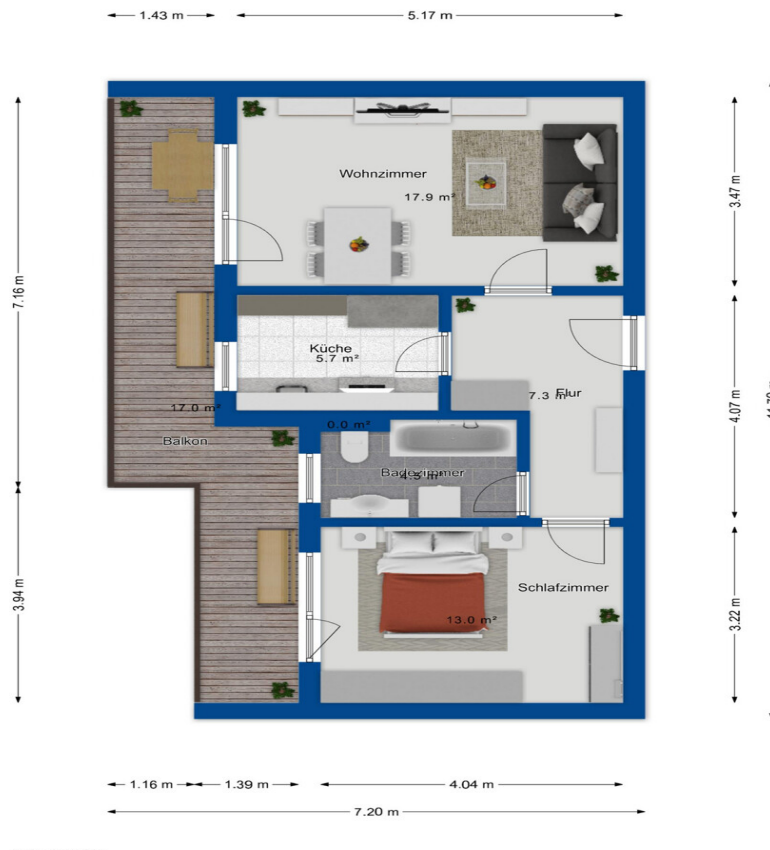 1.43 m
5.17 m
Wohnzimmer
17.9 m²
3.47 m
7.16 m
Küche
5.7 m²
7.3 m²
Flur
4.07 m
17.0 m²
0.0 m²
Balkon
Badezimmer
4.5 m²
Schlafzimmer
13.0 m²
3.94 m
3.22 m
1.16 m
1.39 m
4.04 m
7.20 m